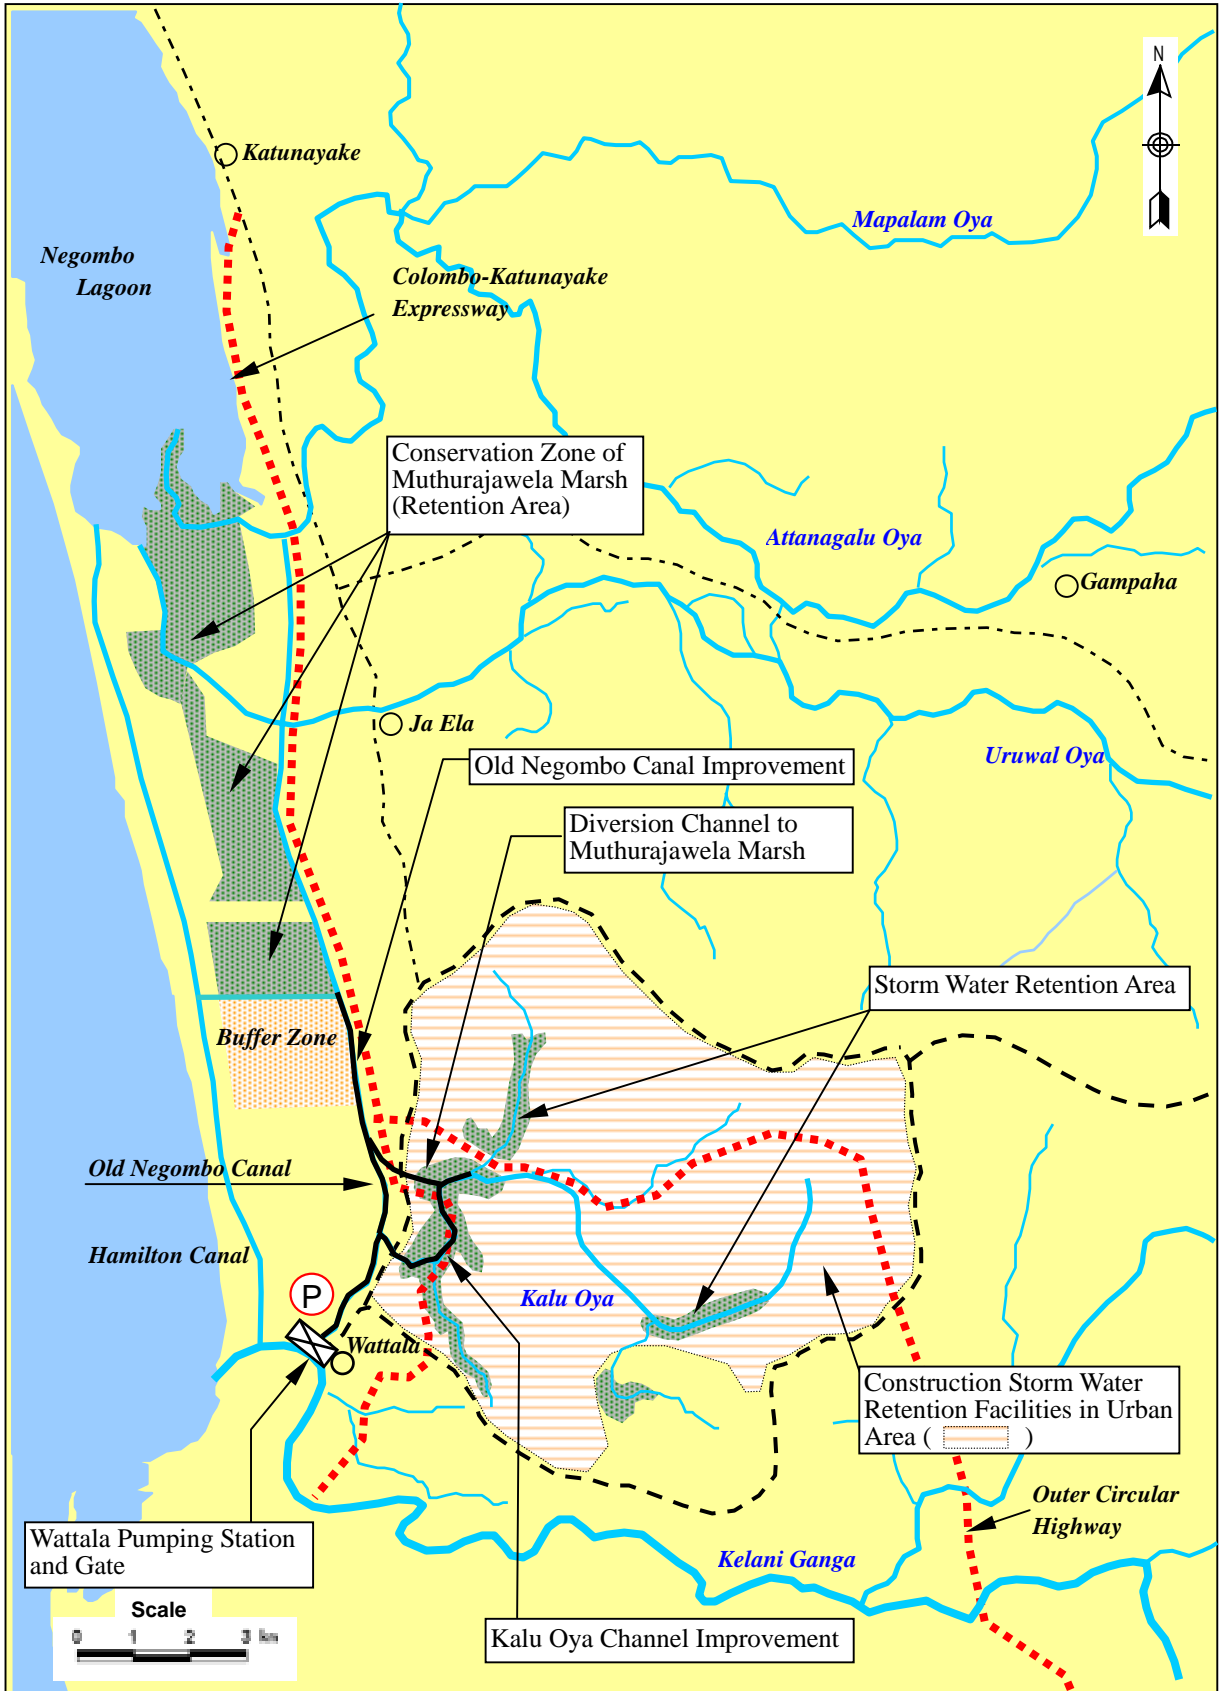 N
Katunayake
Mapalam Oya
Negombo
Lagoon
Colombo-Katunayake
Expressway
Conservation Zone of
Muthurajawela Marsh
(Retention Area)
Attanagalu Oya
Gampaha
Ja Ela
Uruwal Oya
Old Negombo Canal Improvement
Diversion Channel to
Muthurajawela Marsh
Storm Water Retention Area
Buffer Zone
Old Negombo Canal
Hamilton Canal
P
Kalu Oya
Wattala
Construction Storm Water
Retention Facilities in Urban
Area ( )
Outer Circular
Highway
Wattala Pumping Station
and Gate
Kelani Ganga
Scale
0 1 2 3 km
Kalu Oya Channel Improvement